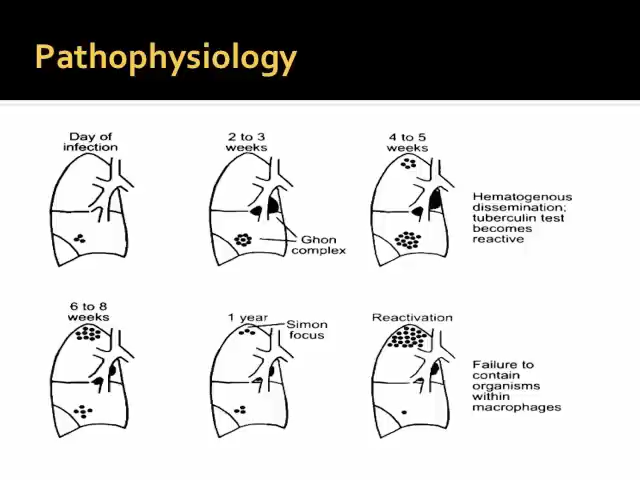 Pathophysiology
Day of
infection
2 to 3
weeks
4 to 5
weeks
Ghon
complex
Hematogenous
dissemination;
tuberculin test
becomes
reactive
6 to 8
weeks
1 year
Simon
focus
Reactivation
Failure to
contain
organisms
within
macrophages